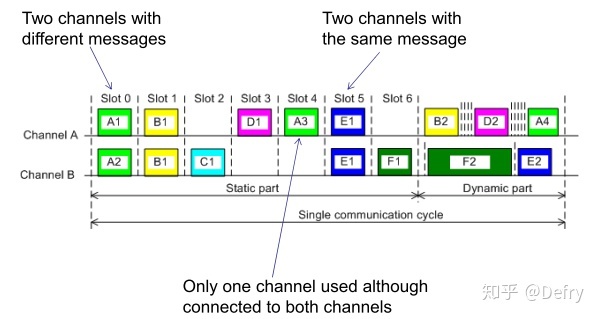 Two channels with
different messages
Two channels with
the same message
Slot 0 Slot 1 Slot 2 Slot 3 Slot 4 Slot 5 Slot 6
Channel A A1 B1 D1 A3 E1 B2 D2 A4
Channel B A2 B1 C1 E1 F1 F2 E2
Static part Dynamic part
Single communication cycle
Only one channel used although
connected to both channels
知乎 @Defry